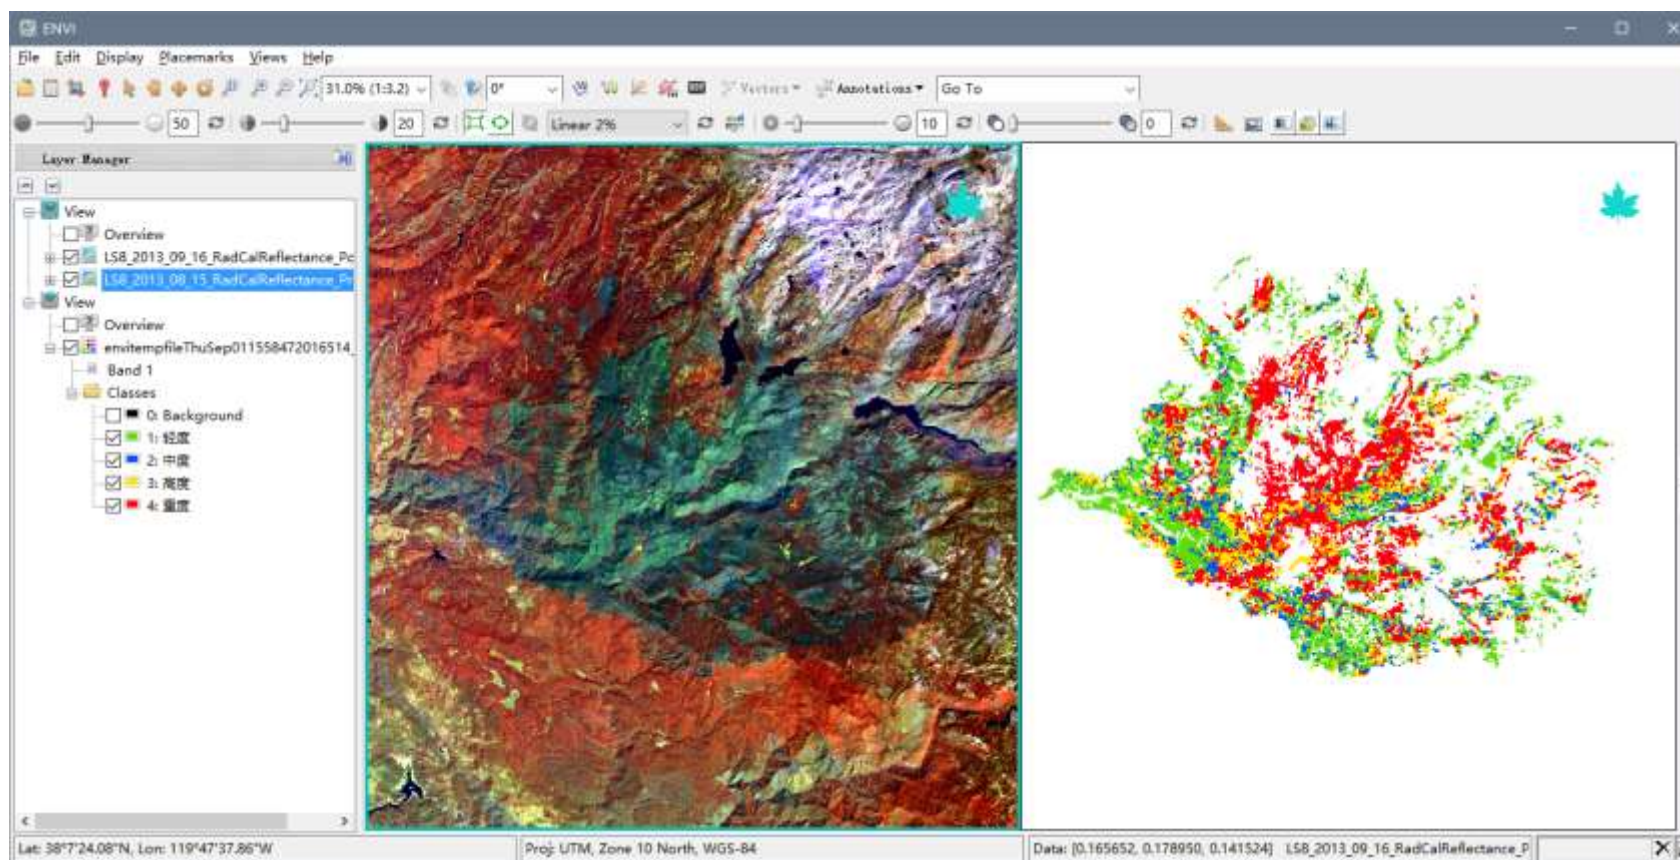 ENVI
File Edit Display Placemarks Views Help
31.0% (1:3.2) 0° Vectors Annotations Go To
50 20 Linear 2% 10 0
Layer Manager
View
Overview
LS8_2013_09_16_RadCalReflectance_Pc
LS8_2013_08_15_RadCalReflectance_Pr
View
Overview
envitempfileThuSep011558472016514_
Band 1
Classes
0: Background
1: 轻度
2: 中度
3: 高度
4: 重度
Lat: 38°7'24.08"N, Lon: 119°47'37.86"W Proj: UTM, Zone 10 North, WGS-84 Data: [0.165652, 0.178950, 0.141524] LS8_2013_09_16_RadCalReflectance_P